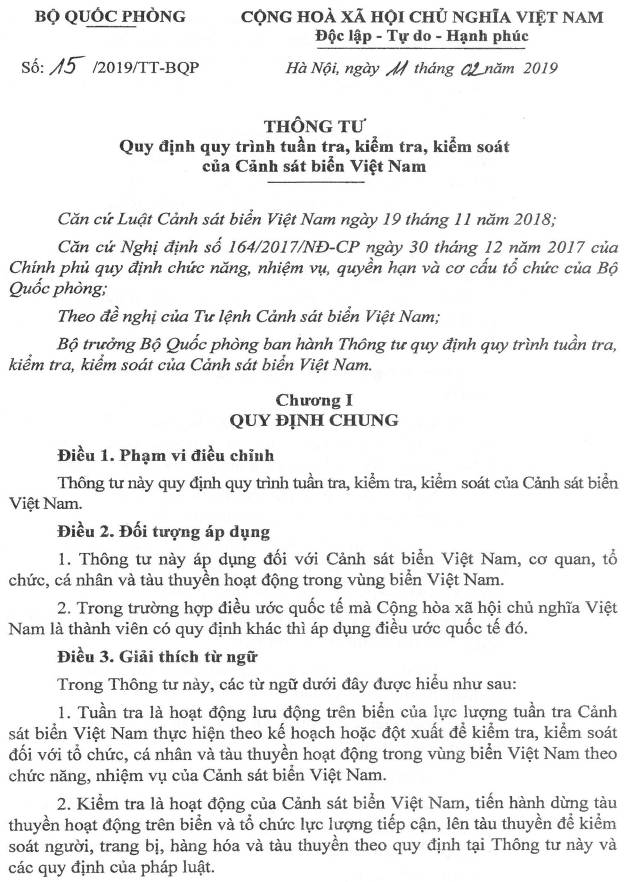 BỘ QUỐC PHÒNG
CỘNG HOÀ XÃ HỘI CHỦ NGHĨA VIỆT NAM
Độc lập - Tự do - Hạnh phúc
Số: 15 /2019/TT-BQP
Hà Nội, ngày 11 tháng 02 năm 2019
THÔNG TƯ
Quy định quy trình tuần tra, kiểm tra, kiểm soát
của Cảnh sát biển Việt Nam
Căn cứ Luật Cảnh sát biển Việt Nam ngày 19 tháng 11 năm 2018;
Căn cứ Nghị định số 164/2017/NĐ-CP ngày 30 tháng 12 năm 2017 của
Chính phủ quy định chức năng, nhiệm vụ, quyền hạn và cơ cấu tổ chức của Bộ
Quốc phòng;
Theo đề nghị của Tư lệnh Cảnh sát biển Việt Nam;
Bộ trưởng Bộ Quốc phòng ban hành Thông tư quy định quy trình tuần tra,
kiểm tra, kiểm soát của Cảnh sát biển Việt Nam.
Chương I
QUY ĐỊNH CHUNG
Điều 1. Phạm vi điều chỉnh
Thông tư này quy định quy trình tuần tra, kiểm tra, kiểm soát của Cảnh sát biển
Việt Nam.
Điều 2. Đối tượng áp dụng
1. Thông tư này áp dụng đối với Cảnh sát biển Việt Nam, cơ quan, tổ
chức, cá nhân và tàu thuyền hoạt động trong vùng biển Việt Nam.
2. Trong trường hợp điều ước quốc tế mà Cộng hòa xã hội chủ nghĩa Việt
Nam là thành viên có quy định khác thì áp dụng điều ước quốc tế đó.
Điều 3. Giải thích từ ngữ
Trong Thông tư này, các từ ngữ dưới đây được hiểu như sau:
1. Tuần tra là hoạt động lưu động trên biển của lực lượng tuần tra Cảnh
sát biển Việt Nam thực hiện theo kế hoạch hoặc đột xuất để kiểm tra, kiểm soát
đối với tổ chức, cá nhân và tàu thuyền hoạt động trong vùng biển Việt Nam theo
chức năng, nhiệm vụ của Cảnh sát biển Việt Nam.
2. Kiểm tra là hoạt động của Cảnh sát biển Việt Nam, tiến hành dừng tàu
thuyền hoạt động trên biển và tổ chức lực lượng tiếp cận, lên tàu thuyền để kiểm
soát người, trang bị, hàng hóa và tàu thuyền theo quy định tại Thông tư này và
các quy định của pháp luật.